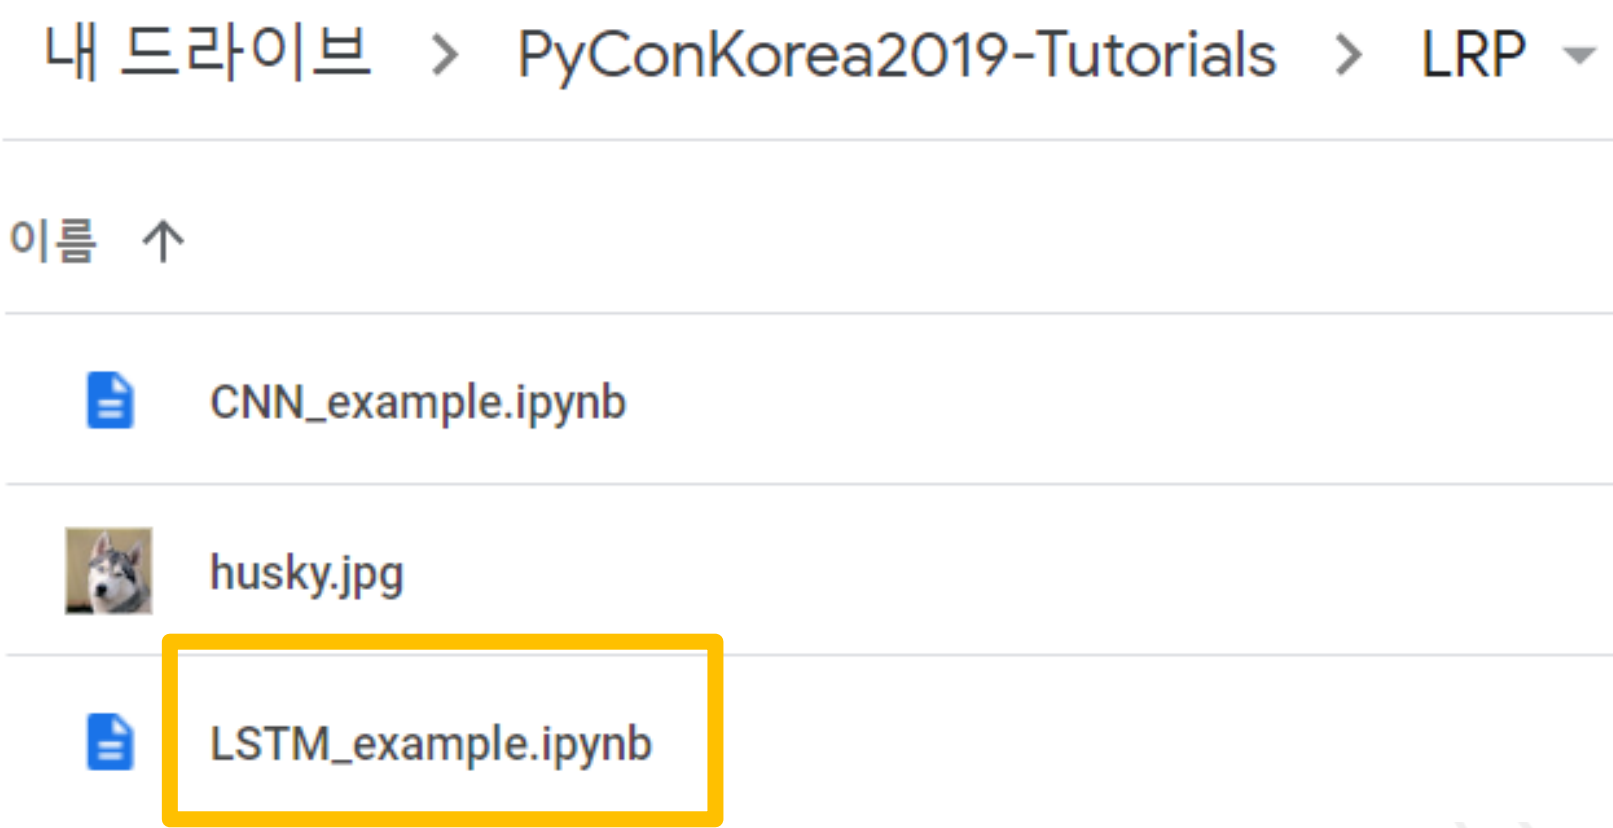 내 드라이브 > PyConKorea2019-Tutorials > LRP
이름 ↑
CNN_example.ipynb
husky.jpg
LSTM_example.ipynb